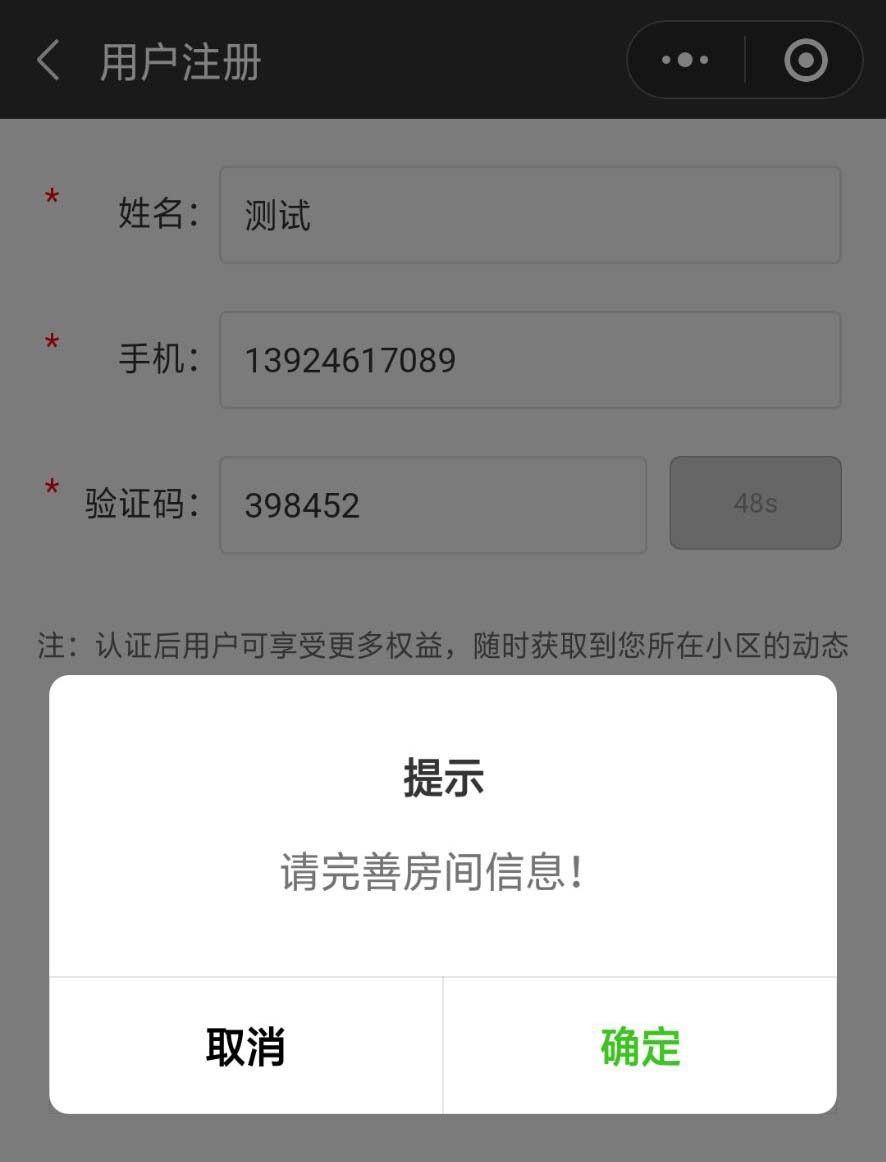 用户注册
* 姓名： 测试
* 手机： 13924617089
* 验证码： 398452 48s
注：认证后用户可享受更多权益，随时获取到您所在小区的动态
提示
请完善房间信息！
取消 确定